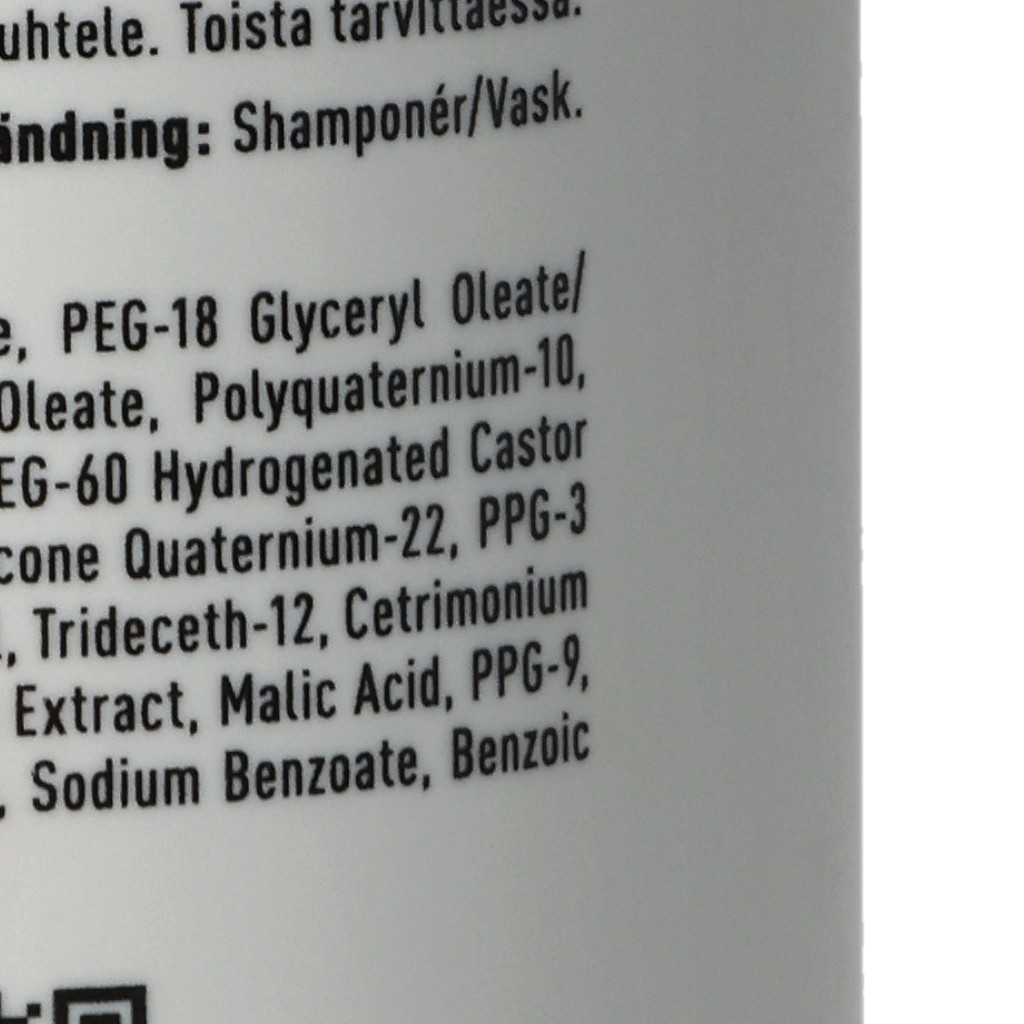 uhtele. Toista tarvittaessa.
ändning: Shamponér/Vask.
e, PEG-18 Glyceryl Oleate/
Oleate, Polyquaternium-10,
EG-60 Hydrogenated Castor
cone Quaternium-22, PPG-3
, Trideceth-12, Cetrimonium
Extract, Malic Acid, PPG-9,
, Sodium Benzoate, Benzoic